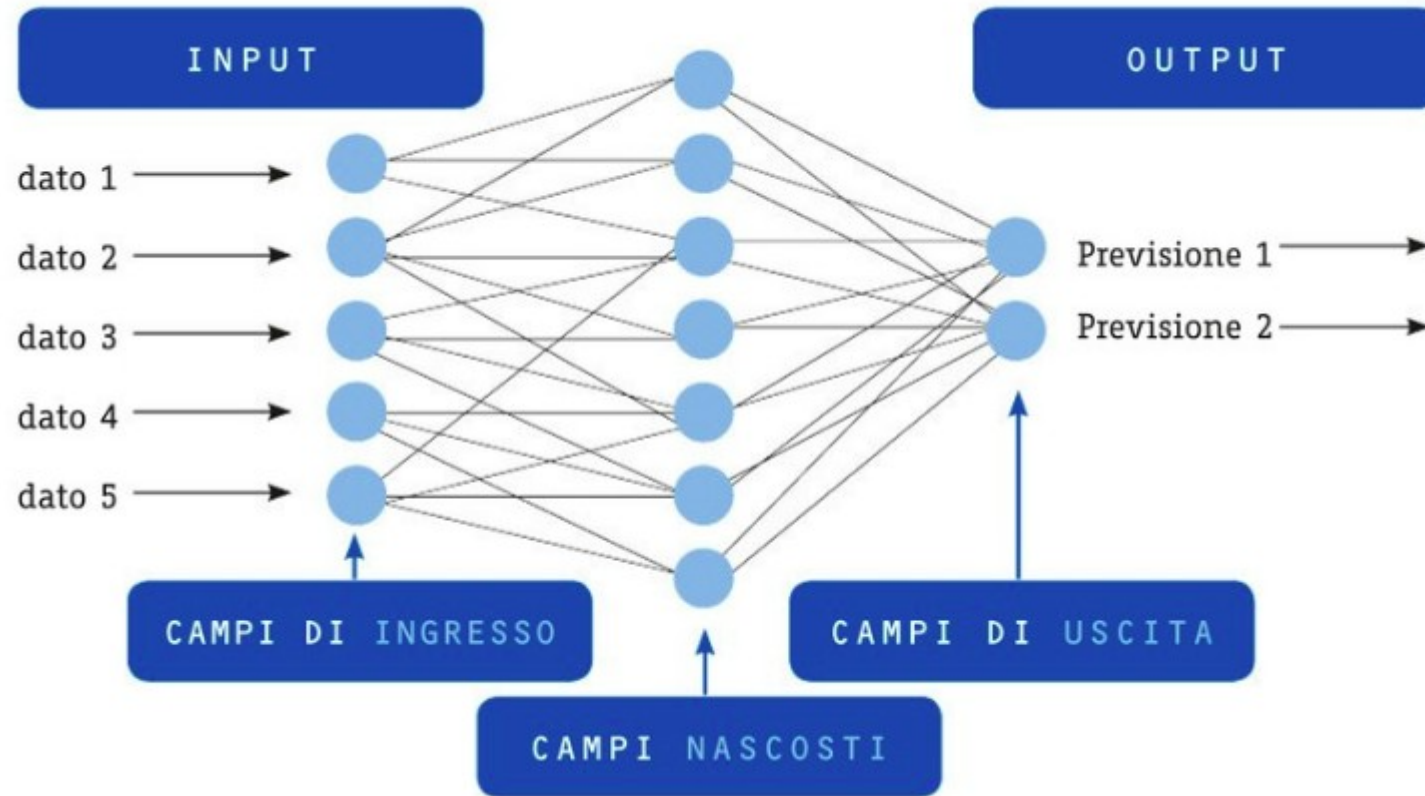 INPUT
OUTPUT
dato 1
dato 2
dato 3
dato 4
dato 5
Previsione 1
Previsione 2
CAMPI DI INGRESSO
CAMPI DI USCITA
CAMPI NASCOSTI